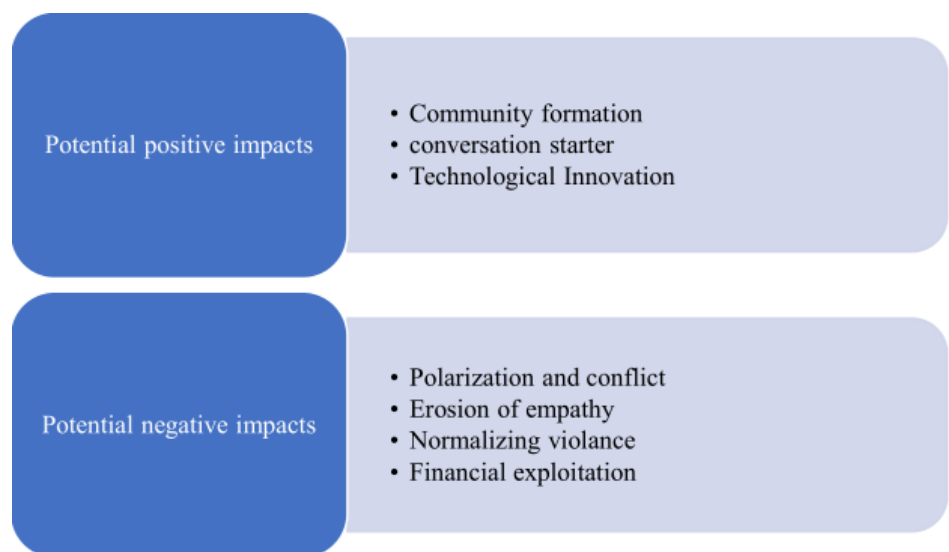 Potential positive impacts
• Community formation
• conversation starter
• Technological Innovation
Potential negative impacts
• Polarization and conflict
• Erosion of empathy
• Normalizing violance
• Financial exploitation